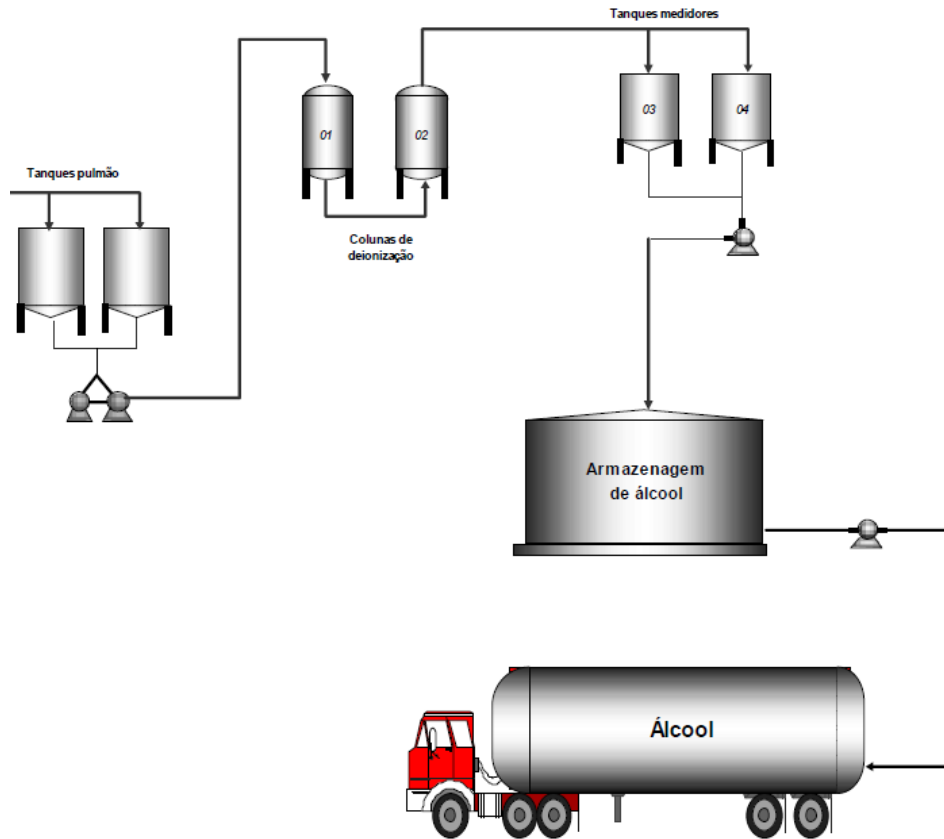 Tanques medidores
01
02
03
04
Tanques pulmão
Colunas de
deionização
Armazenagem
de álcool
Álcool